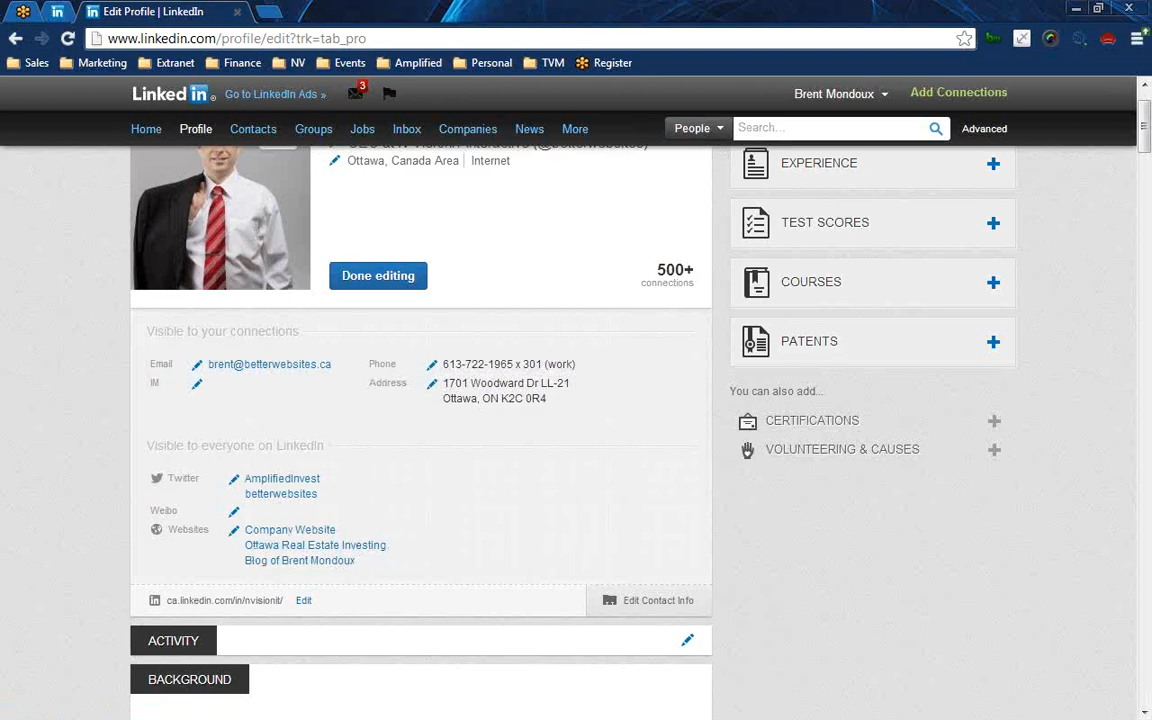 Edit Profile | LinkedIn
www.linkedin.com/profile/edit?trk=tab_pro
Sales Marketing Extranet Finance NV Events Amplified Personal TVM Register
Linked in Go to LinkedIn Ads » 3 Brent Mondoux Add Connections
Home Profile Contacts Groups Jobs Inbox Companies News More People Search... Advanced
Ottawa, Canada Area | Internet
Done editing
500+
connections
Visible to your connections
Email brent@betterwebsites.ca
IM
Phone 613-722-1965 x 301 (work)
Address 1701 Woodward Dr LL-21
Ottawa, ON K2C 0R4
Visible to everyone on LinkedIn
Twitter AmplifiedInvest
betterwebsites
Weibo
Websites Company Website
Ottawa Real Estate Investing
Blog of Brent Mondoux
ca.linkedin.com/in/nvisionit/ Edit
Edit Contact Info
ACTIVITY
BACKGROUND
EXPERIENCE
TEST SCORES
COURSES
PATENTS
You can also add...
CERTIFICATIONS
VOLUNTEERING & CAUSES